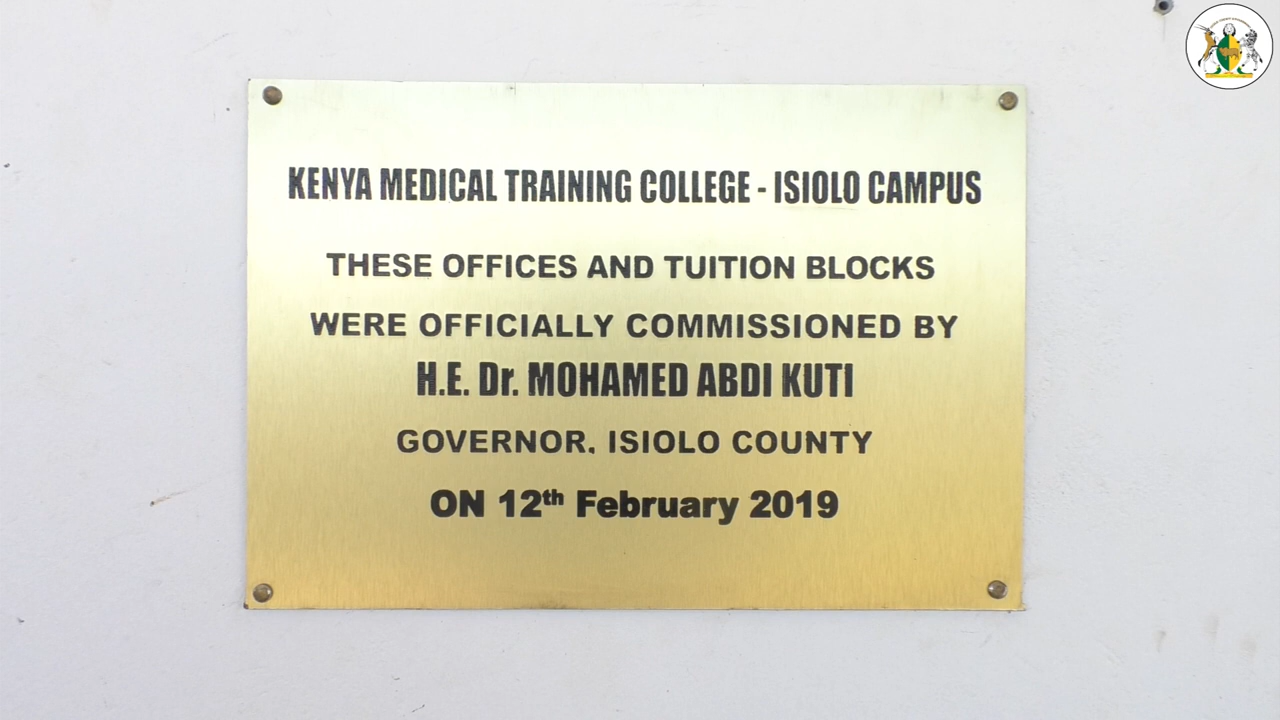 KENYA MEDICAL TRAINING COLLEGE - ISIOLO CAMPUS
THESE OFFICES AND TUITION BLOCKS
WERE OFFICIALLY COMMISSIONED BY
H.E. Dr. MOHAMED ABDI KUTI
GOVERNOR, ISIOLO COUNTY
ON 12th February 2019